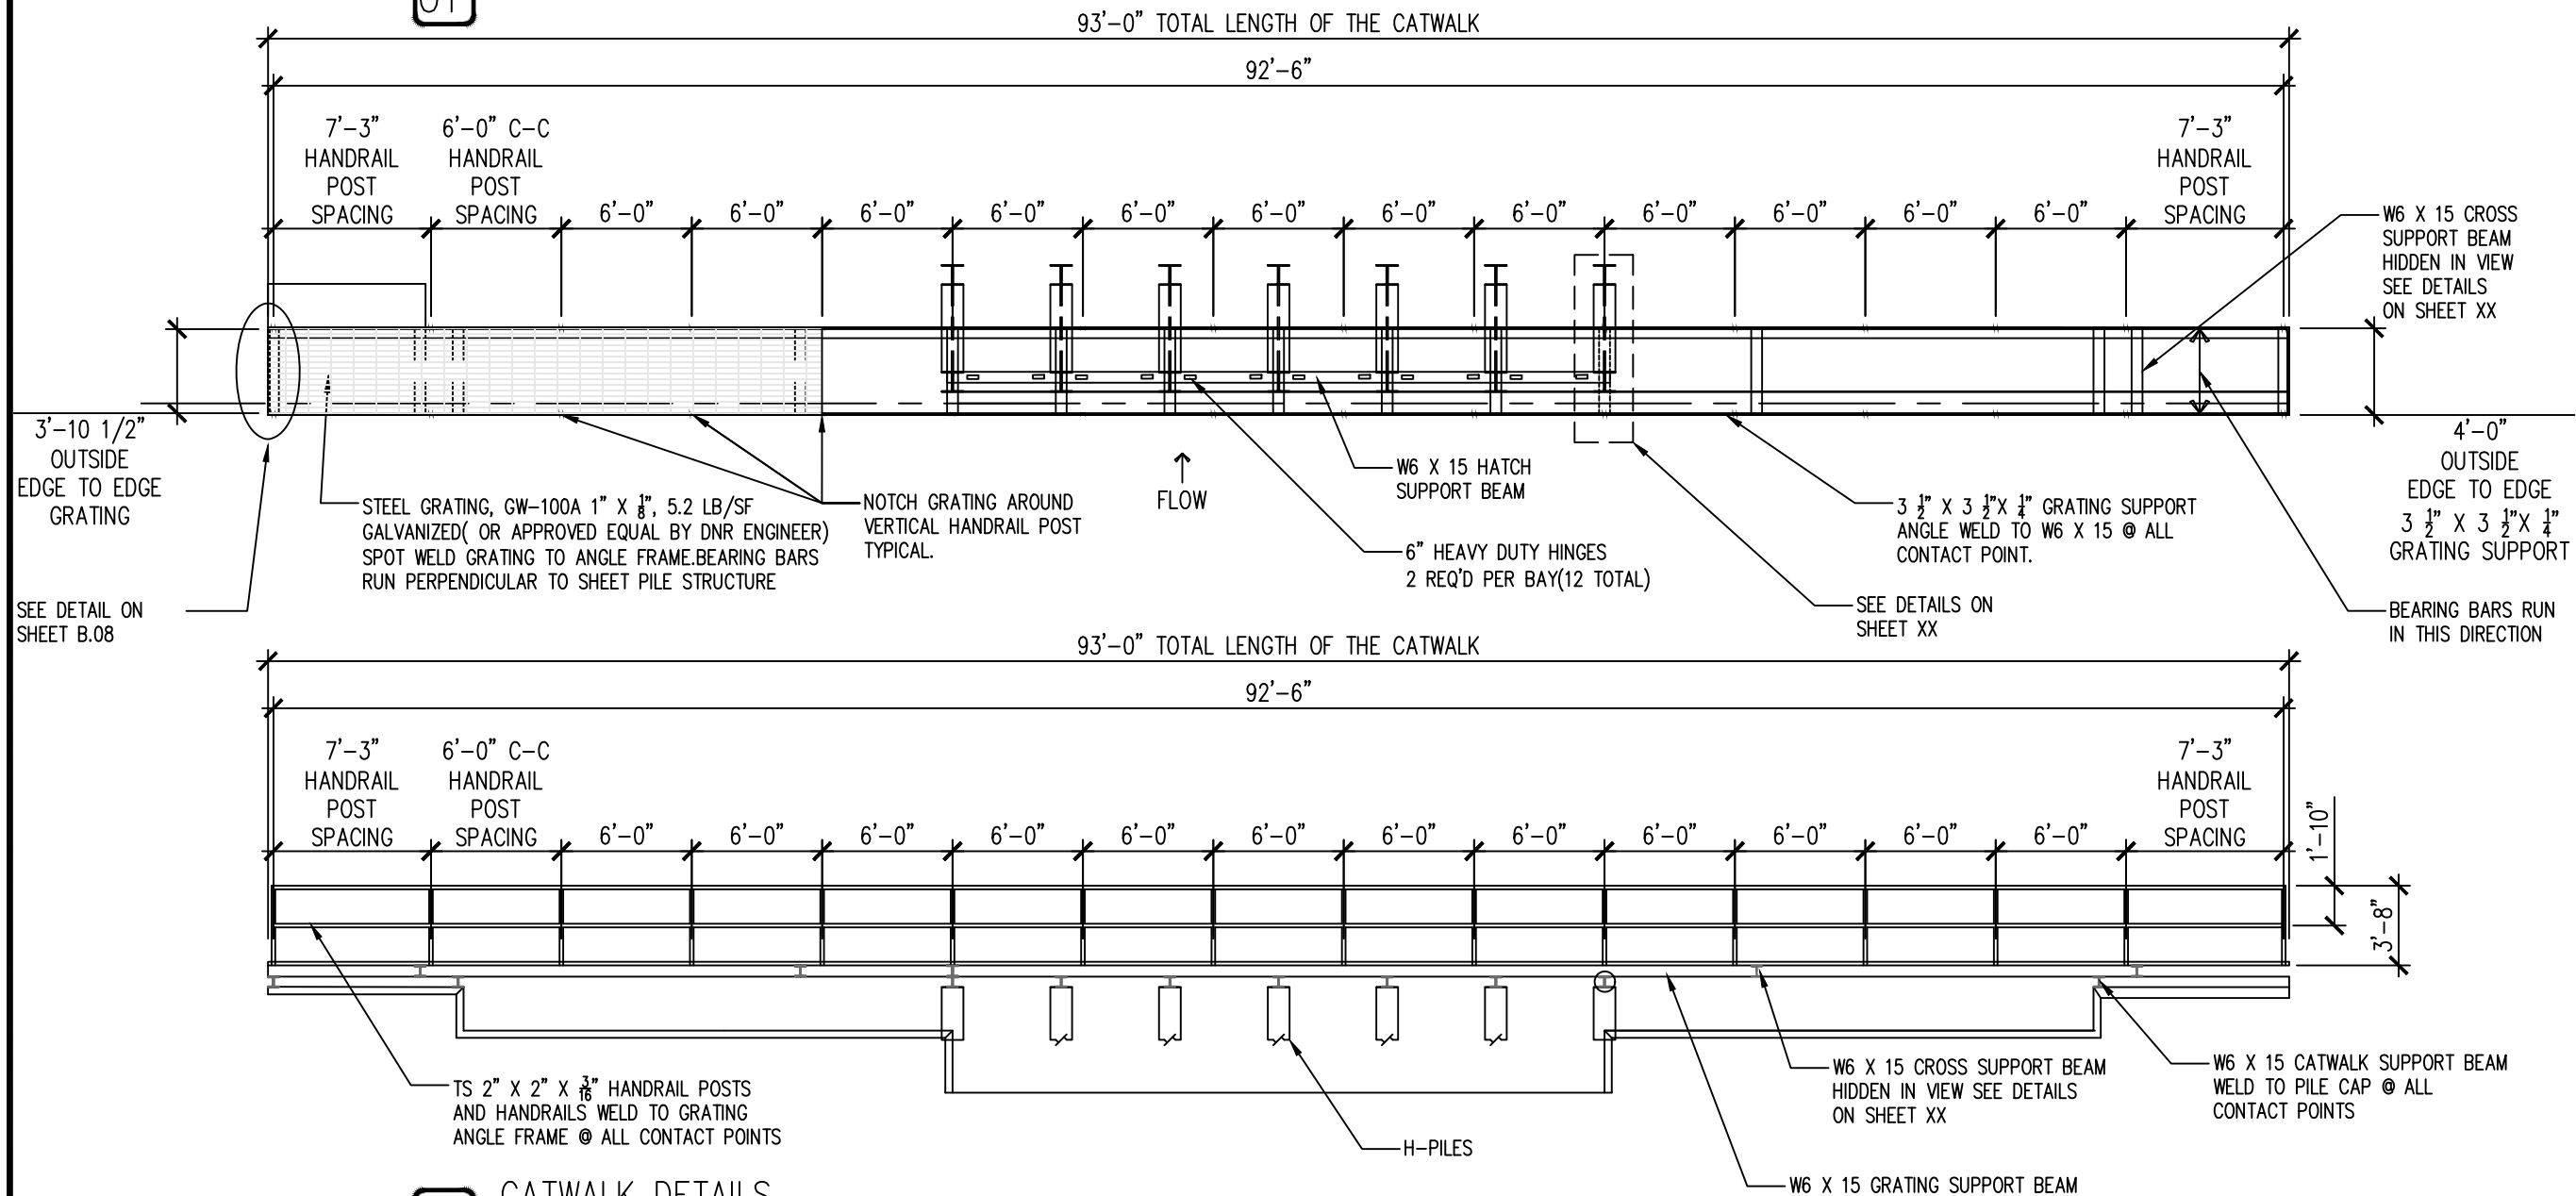 01
93'-0" TOTAL LENGTH OF THE CATWALK
92'-6"
7'-3"
HANDRAIL
POST
SPACING
6'-0" C-C
HANDRAIL
POST
SPACING
6'-0"
6'-0"
6'-0"
6'-0"
6'-0"
6'-0"
6'-0"
6'-0"
6'-0"
6'-0"
6'-0"
6'-0"
7'-3"
HANDRAIL
POST
SPACING
W6 X 15 CROSS
SUPPORT BEAM
HIDDEN IN VIEW
SEE DETAILS
ON SHEET XX
3'-10 1/2"
OUTSIDE
EDGE TO EDGE
GRATING
STEEL GRATING, GW-100A 1" X 1/8", 5.2 LB/SF
GALVANIZED( OR APPROVED EQUAL BY DNR ENGINEER)
SPOT WELD GRATING TO ANGLE FRAME.BEARING BARS
RUN PERPENDICULAR TO SHEET PILE STRUCTURE
NOTCH GRATING AROUND
VERTICAL HANDRAIL POST
TYPICAL.
FLOW
W6 X 15 HATCH
SUPPORT BEAM
6" HEAVY DUTY HINGES
2 REQ'D PER BAY(12 TOTAL)
3 1/2" X 3 1/2"X 1/4" GRATING SUPPORT
ANGLE WELD TO W6 X 15 @ ALL
CONTACT POINT.
4'-0"
OUTSIDE
EDGE TO EDGE
3 1/2" X 3 1/2"X 1/4"
GRATING SUPPORT
SEE DETAIL ON
SHEET B.08
SEE DETAILS ON
SHEET XX
BEARING BARS RUN
IN THIS DIRECTION
93'-0" TOTAL LENGTH OF THE CATWALK
92'-6"
7'-3"
HANDRAIL
POST
SPACING
6'-0" C-C
HANDRAIL
POST
SPACING
6'-0"
6'-0"
6'-0"
6'-0"
6'-0"
6'-0"
6'-0"
6'-0"
6'-0"
6'-0"
6'-0"
6'-0"
7'-3"
HANDRAIL
POST
SPACING
1'-10"
3'-8"
TS 2" X 2" X 3/16" HANDRAIL POSTS
AND HANDRAILS WELD TO GRATING
ANGLE FRAME @ ALL CONTACT POINTS
H-PILES
W6 X 15 CROSS SUPPORT BEAM
HIDDEN IN VIEW SEE DETAILS
ON SHEET XX
W6 X 15 CATWALK SUPPORT BEAM
WELD TO PILE CAP @ ALL
CONTACT POINTS
W6 X 15 GRATING SUPPORT BEAM
CATWALK DETAILS